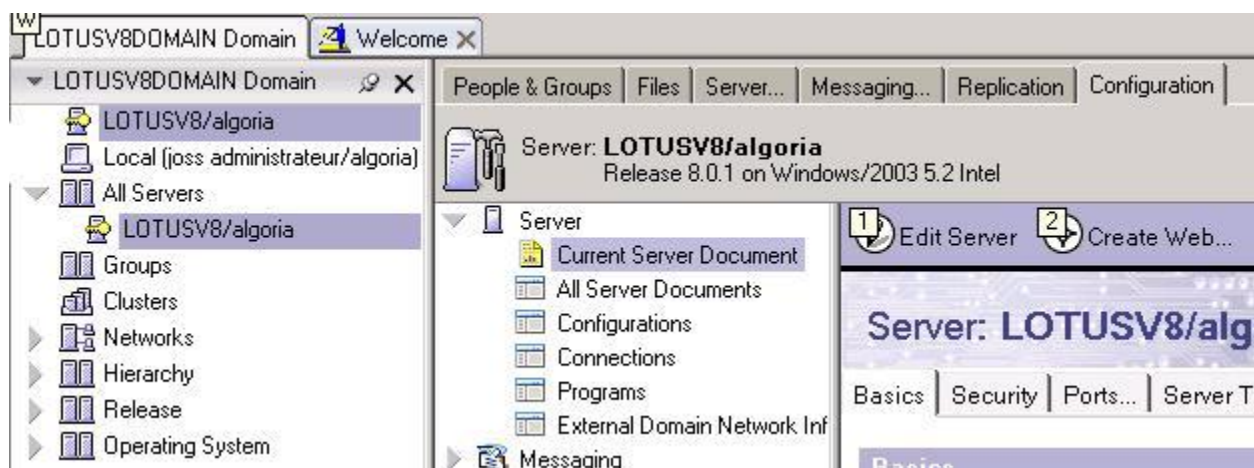 W
LOTUSV8DOMAIN Domain Welcome
LOTUSV8DOMAIN Domain
LOTUSV8/algoria
Local (joss administrateur/algoria)
All Servers
LOTUSV8/algoria
Groups
Clusters
Networks
Hierarchy
Release
Operating System
People & Groups Files Server... Messaging... Replication Configuration
Server: LOTUSV8/algoria
Release 8.0.1 on Windows/2003 5.2 Intel
Server
Current Server Document
All Server Documents
Configurations
Connections
Programs
External Domain Network Inf
Messaging
1 Edit Server 2 Create Web...
Server: LOTUSV8/alg
Basics Security Ports... Server T
Basics